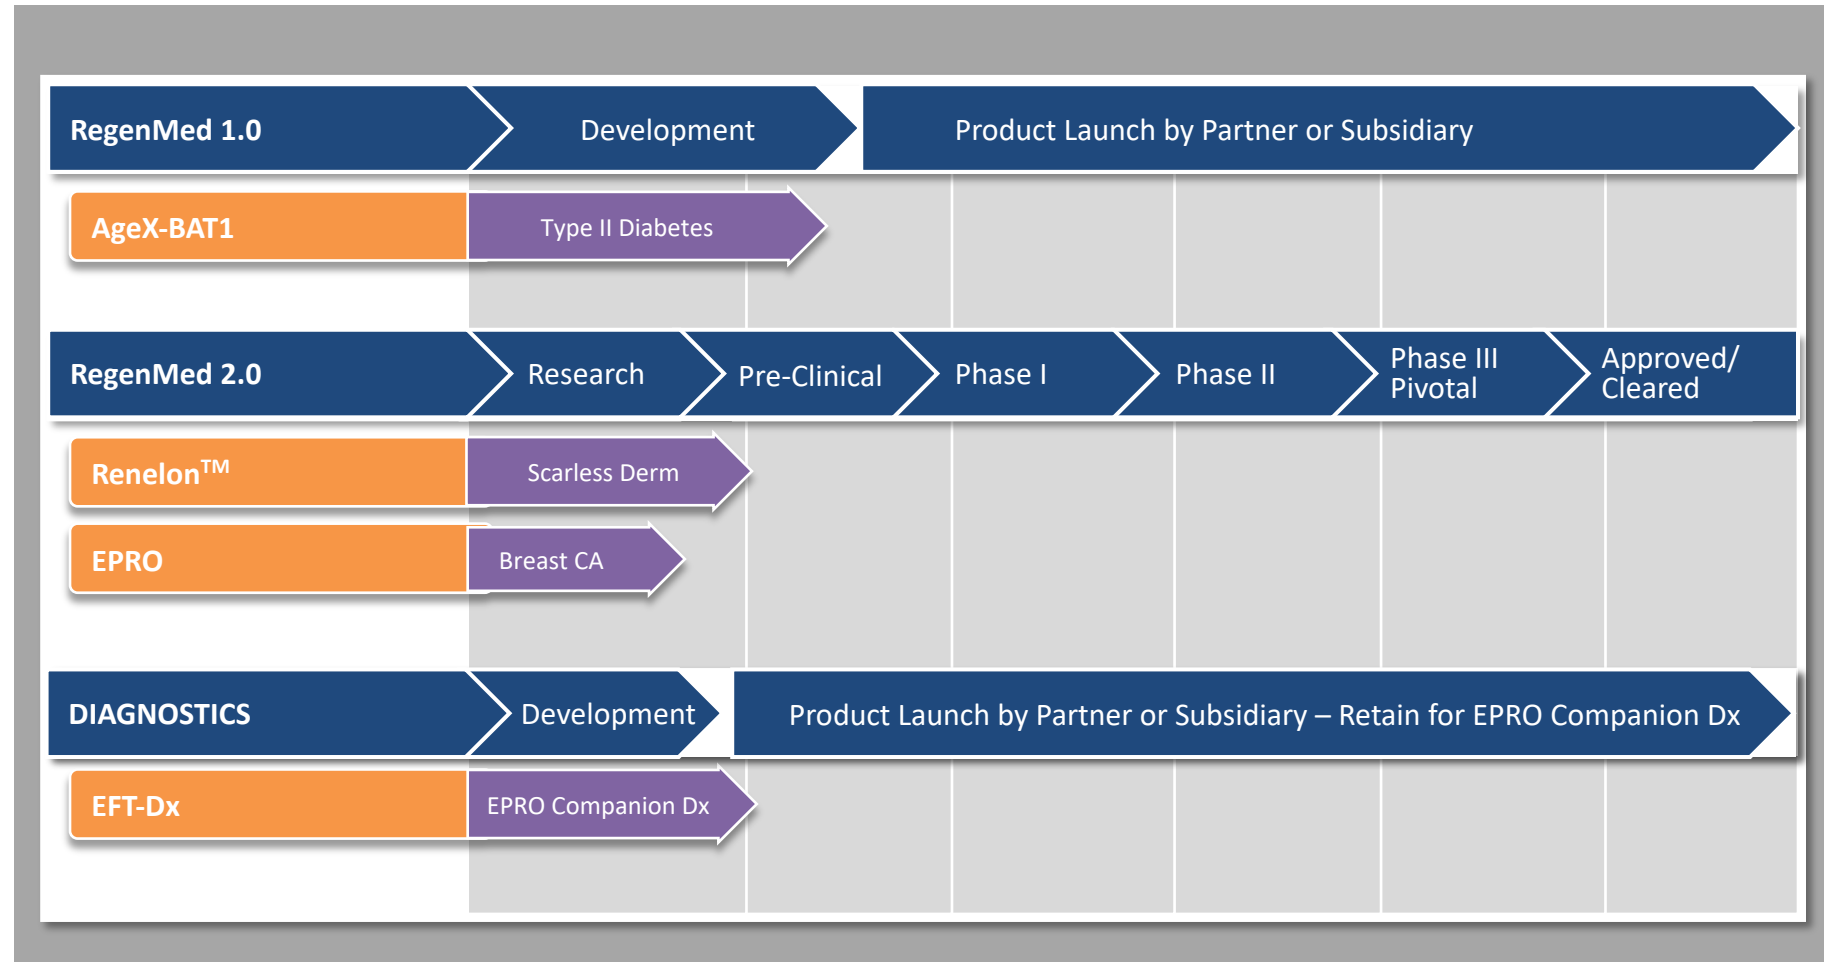 RegenMed 1.0
Development
Product Launch by Partner or Subsidiary
AgeX-BAT1
Type II Diabetes
RegenMed 2.0
Research
Pre-Clinical
Phase I
Phase II
Phase III
Pivotal
Approved/
Cleared
Renelon™
Scarless Derm
EPRO
Breast CA
DIAGNOSTICS
Development
Product Launch by Partner or Subsidiary – Retain for EPRO Companion Dx
EFT-Dx
EPRO Companion Dx